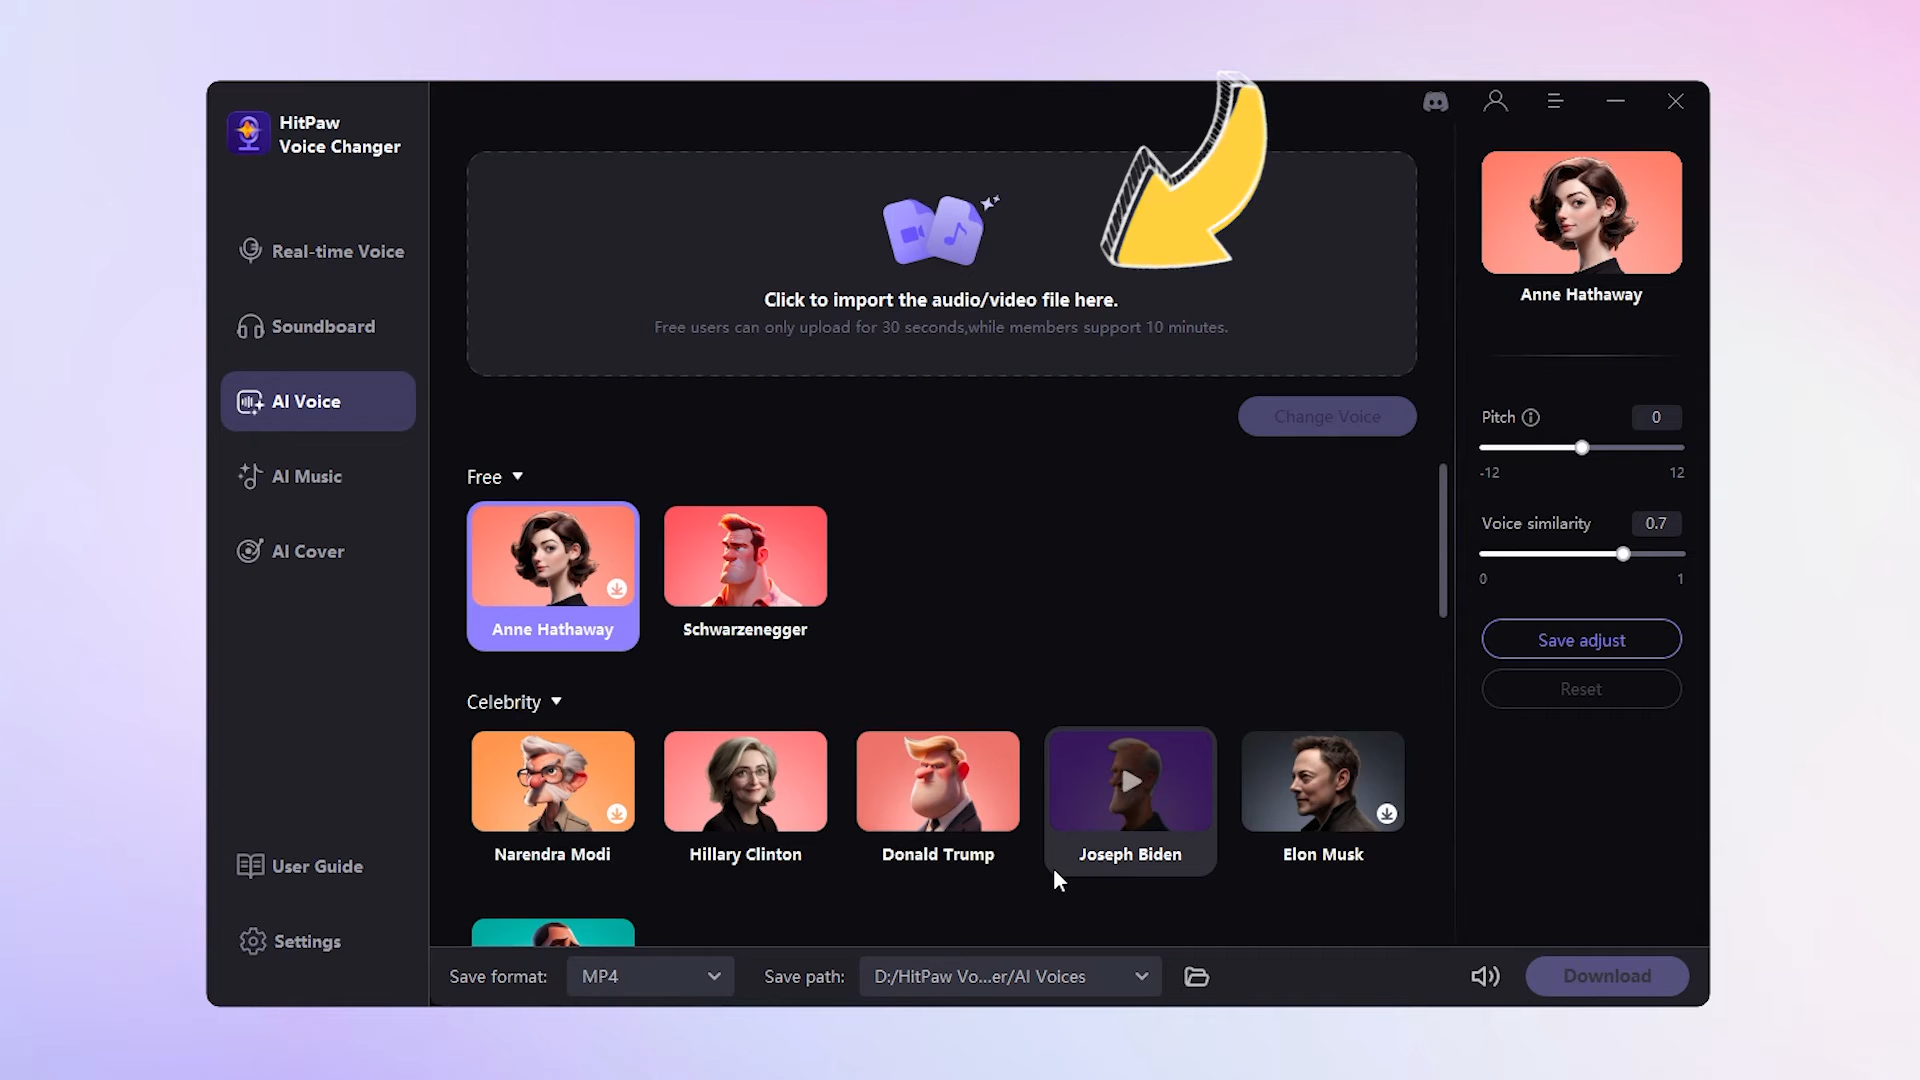 HitPaw
Voice Changer
Real-time Voice
Soundboard
AI Voice
AI Music
AI Cover
User Guide
Settings
Click to import the audio/video file here.
Free users can only upload for 30 seconds,while members support 10 minutes.
Change Voice
Free
Anne Hathaway
Schwarzenegger
Celebrity
Narendra Modi
Hillary Clinton
Donald Trump
Joseph Biden
Elon Musk
Anne Hathaway
Pitch
0
-12
12
Voice similarity
0.7
0
1
Save adjust
Reset
Save format:
MP4
Save path:
D:/HitPaw Vo...er/AI Voices
Download